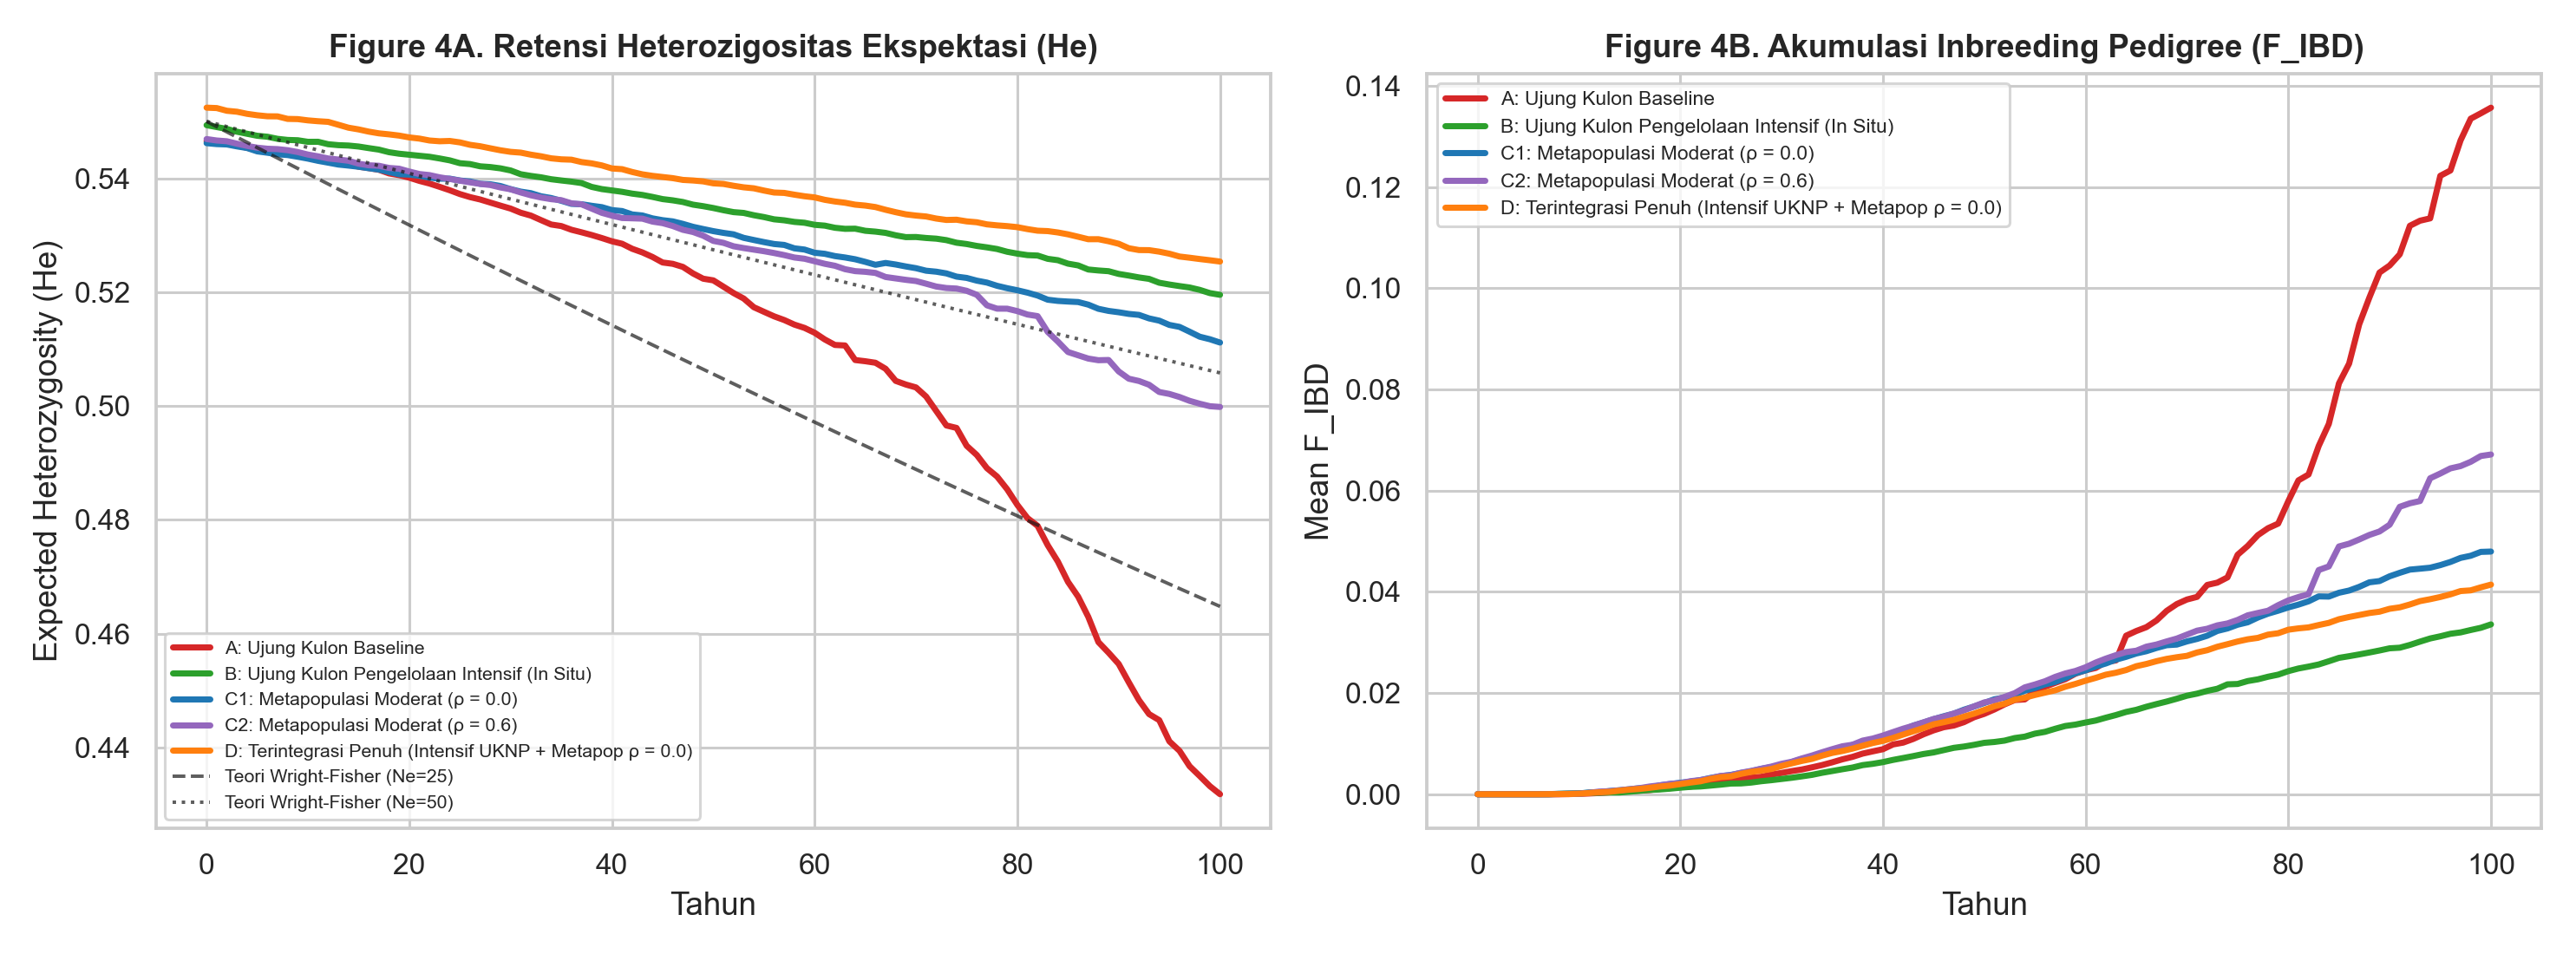 Figure 4A. Retensi Heterozigositas Ekspektasi (He)
Expected Heterozygosity (He)
0.54
0.52
0.50
0.48
0.46
0.44
A: Ujung Kulon Baseline
B: Ujung Kulon Pengelolaan Intensif (In Situ)
C1: Metapopulasi Moderat (ρ = 0.0)
C2: Metapopulasi Moderat (ρ = 0.6)
D: Terintegrasi Penuh (Intensif UKNP + Metapop ρ = 0.0)
Teori Wright-Fisher (Ne=25)
Teori Wright-Fisher (Ne=50)
0 20 40 60 80 100
Tahun
Figure 4B. Akumulasi Inbreeding Pedigree (F_IBD)
Mean F_IBD
0.14
0.12
0.10
0.08
0.06
0.04
0.02
0.00
A: Ujung Kulon Baseline
B: Ujung Kulon Pengelolaan Intensif (In Situ)
C1: Metapopulasi Moderat (ρ = 0.0)
C2: Metapopulasi Moderat (ρ = 0.6)
D: Terintegrasi Penuh (Intensif UKNP + Metapop ρ = 0.0)
0 20 40 60 80 100
Tahun